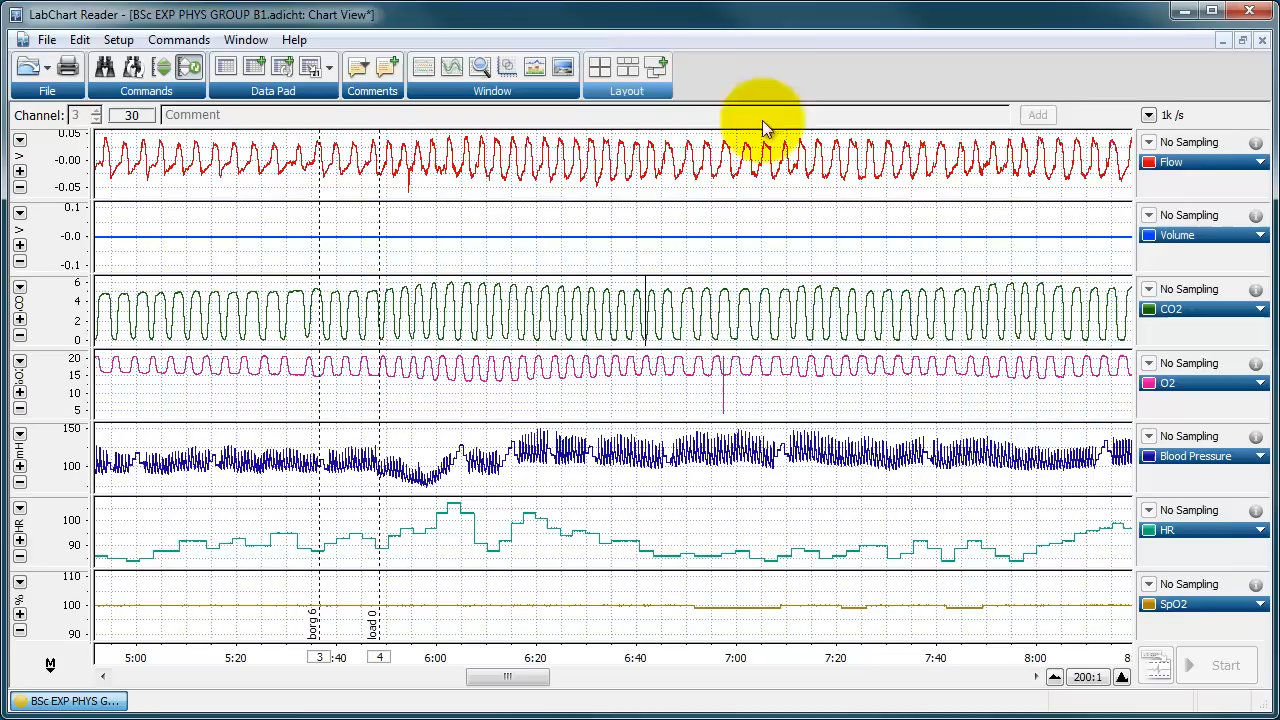 LabChart Reader - [BSc EXP PHYS GROUP B1.adicht: Chart View*]
File Edit Setup Commands Window Help
File Commands Data Pad Comments Window Layout
Channel: 3 30 Comment Add 1k /s
0.05
-0.00
-0.05
No Sampling
Flow
0.1
-0.0
-0.1
No Sampling
Volume
6
4
2
0
No Sampling
CO2
20
15
10
5
No Sampling
O2
150
100
mH
No Sampling
Blood Pressure
100
90
HR
No Sampling
HR
110
100
90
%
No Sampling
SpO2
borg 6
load 0
M
5:00 5:20 3 :40 4 6:00 6:20 6:40 7:00 7:20 7:40 8:00 8
200:1
Start
BSc EXP PHYS G...